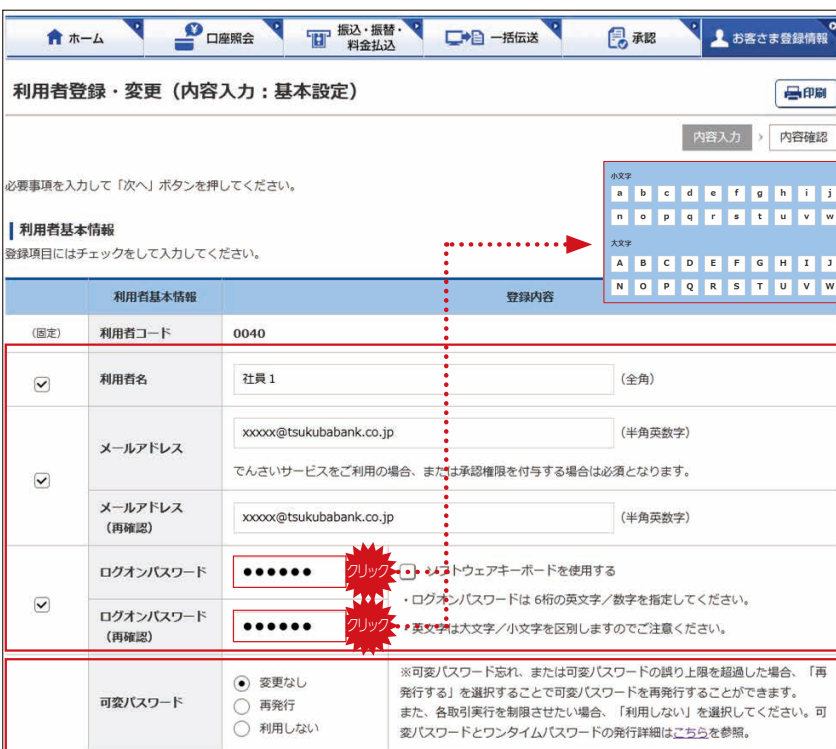 ホーム
口座照会
振込・振替・
料金払込
一括伝送
承認
お客さま登録情報
利用者登録・変更（内容入力：基本設定）
印刷
内容入力 › 内容確認
必要事項を入力して「次へ」ボタンを押してください。
小文字
a b c d e f g h i j
n o p q r s t u v w
大文字
A B C D E F G H I J
N O P Q R S T U V W
利用者基本情報
登録項目にはチェックをして入力してください。
利用者基本情報 登録内容
（固定） 利用者コード 0040
利用者名 社員１ （全角）
メールアドレス xxxxx@tsukubabank.co.jp （半角英数字）
でんさいサービスをご利用の場合、または承認権限を付与する場合は必須となります。
メールアドレス
（再確認）
xxxxx@tsukubabank.co.jp （半角英数字）
ログオンパスワード ●●●●●● クリック ソフトウェアキーボードを使用する
・ログオンパスワードは 6桁の英文字／数字を指定してください。
ログオンパスワード
（再確認）
●●●●●● クリック ・英文字は大文字／小文字を区別しますのでご注意ください。
可変パスワード
変更なし
再発行
利用しない
※可変パスワード忘れ、または可変パスワードの誤り上限を超過した場合、「再
発行する」を選択することで可変パスワードを再発行することができます。
また、各取引実行を制限させたい場合、「利用しない」を選択してください。可
変パスワードとワンタイムパスワードの発行詳細はこちらを参照。